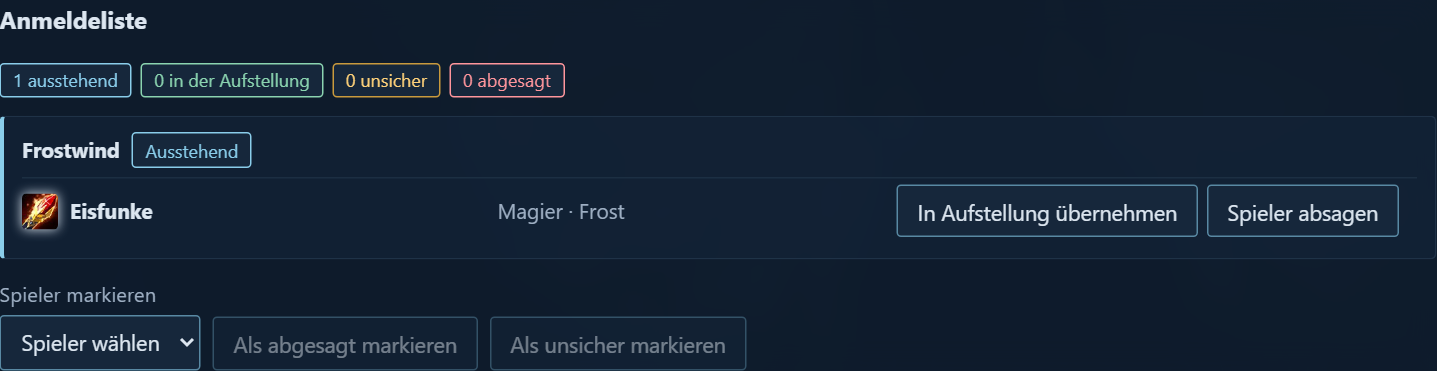 Anmeldeliste
1 ausstehend 0 in der Aufstellung 0 unsicher 0 abgesagt
Frostwind Ausstehend
Eisfunke Magier · Frost In Aufstellung übernehmen Spieler absagen
Spieler markieren
Spieler wählen Als abgesagt markieren Als unsicher markieren